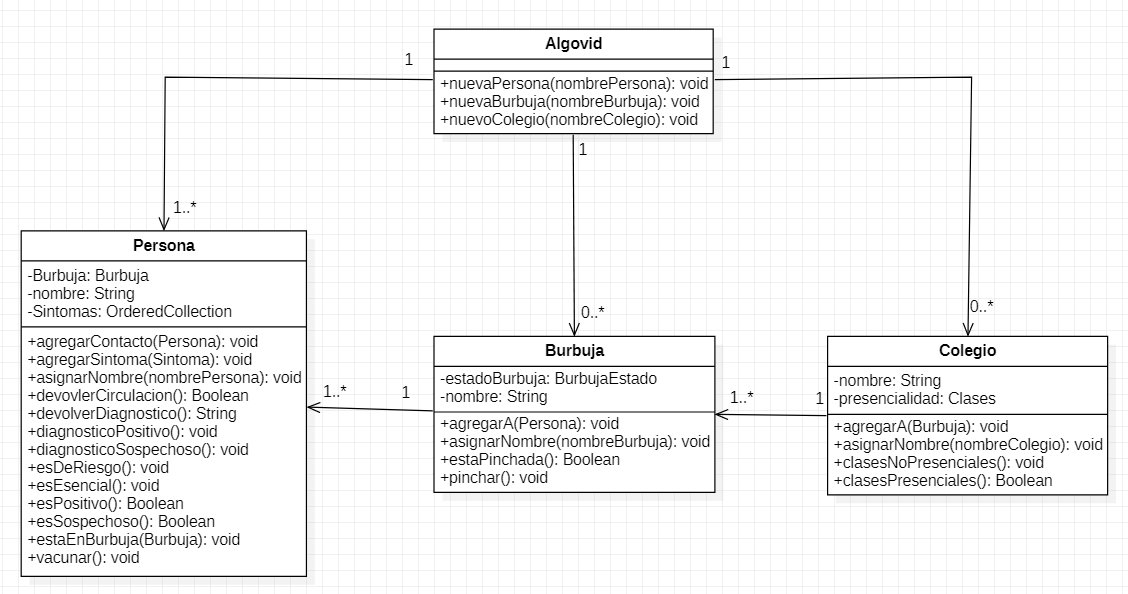 Algovid
+nuevaPersona(nombrePersona): void
+nuevaBurbuja(nombreBurbuja): void
+nuevoColegio(nombreColegio): void
1
1
1
1..*
0..*
0..*
Persona
-Burbuja: Burbuja
-nombre: String
-Sintomas: OrderedCollection
+agregarContacto(Persona): void
+agregarSintoma(Sintoma): void
+asignarNombre(nombrePersona): void
+devovlerCirculacion(): Boolean
+devolverDiagnostico(): String
+diagnosticoPositivo(): void
+diagnosticoSospechoso(): void
+esDeRiesgo(): void
+esEsencial(): void
+esPositivo(): Boolean
+esSospechoso(): Boolean
+estaEnBurbuja(Burbuja): void
+vacunar(): void
1..*
1
Burbuja
-estadoBurbuja: BurbujaEstado
-nombre: String
+agregarA(Persona): void
+asignarNombre(nombreBurbuja): void
+estaPinchada(): Boolean
+pinchar(): void
1..*
1
Colegio
-nombre: String
-presencialidad: Clases
+agregarA(Burbuja): void
+asignarNombre(nombreColegio): void
+clasesNoPresenciales(): void
+clasesPresenciales(): Boolean